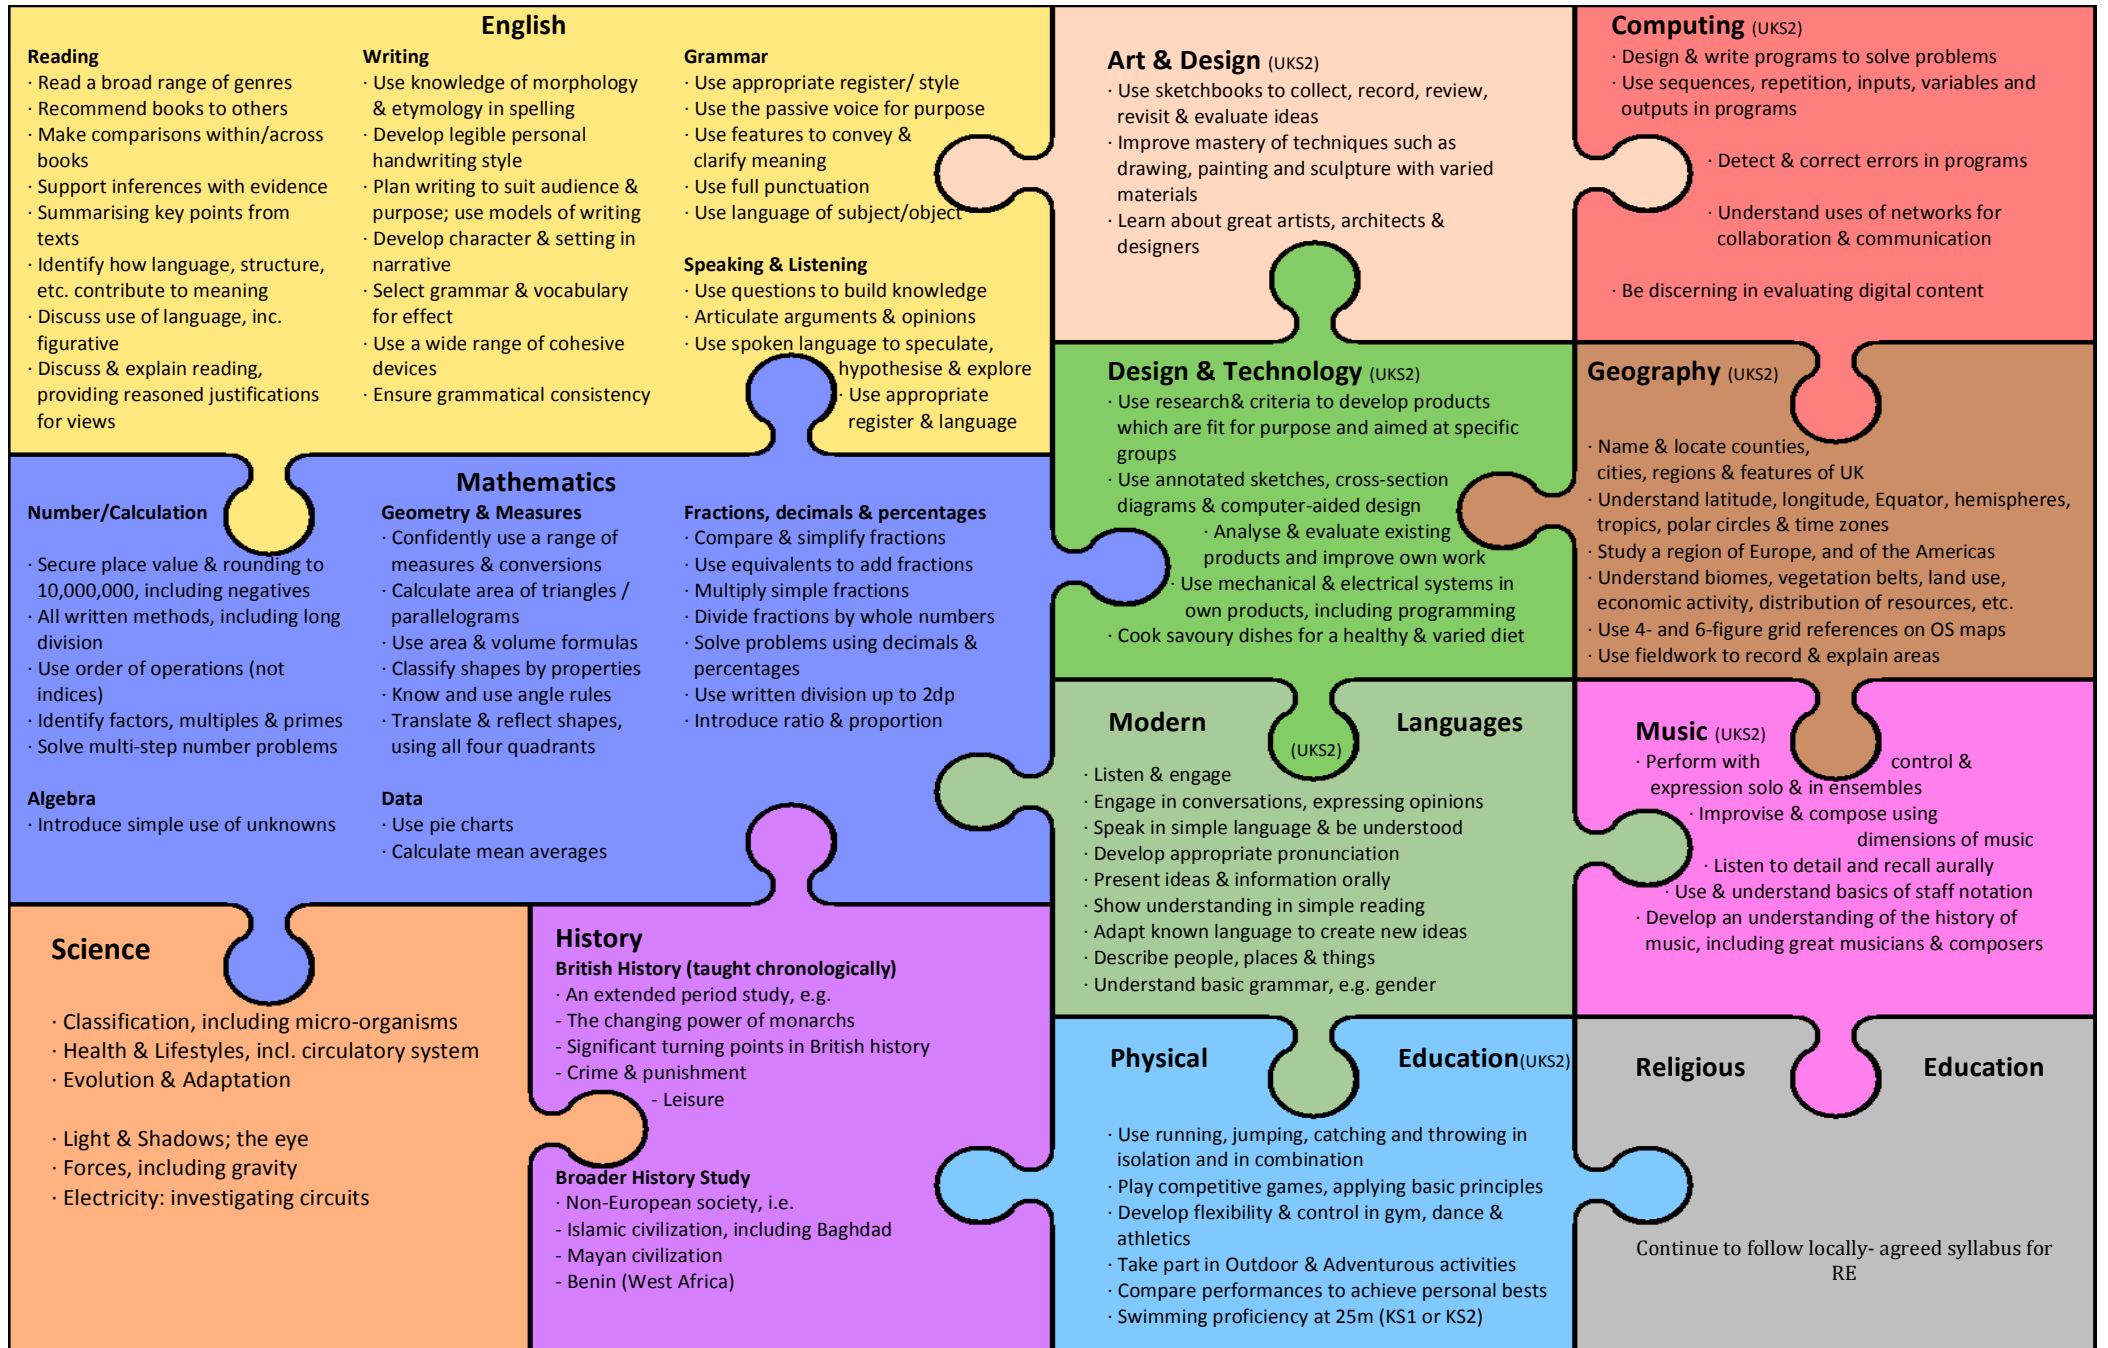 English
Reading
· Read a broad range of genres
· Recommend books to others
· Make comparisons within/across
books
· Support inferences with evidence
· Summarising key points from
texts
· Identify how language, structure,
etc. contribute to meaning
· Discuss use of language, inc.
figurative
· Discuss & explain reading,
providing reasoned justifications
for views
Writing
· Use knowledge of morphology
& etymology in spelling
· Develop legible personal
handwriting style
· Plan writing to suit audience &
purpose; use models of writing
· Develop character & setting in
narrative
· Select grammar & vocabulary
for effect
· Use a wide range of cohesive
devices
· Ensure grammatical consistency
Grammar
· Use appropriate register/ style
· Use the passive voice for purpose
· Use features to convey &
clarify meaning
· Use full punctuation
· Use language of subject/object
Speaking & Listening
· Use questions to build knowledge
· Articulate arguments & opinions
· Use spoken language to speculate,
hypothesise & explore
· Use appropriate
register & language
Art & Design (UKS2)
· Use sketchbooks to collect, record, review,
revisit & evaluate ideas
· Improve mastery of techniques such as
drawing, painting and sculpture with varied
materials
· Learn about great artists, architects &
designers
Computing (UKS2)
· Design & write programs to solve problems
· Use sequences, repetition, inputs, variables and
outputs in programs
· Detect & correct errors in programs
· Understand uses of networks for
collaboration & communication
· Be discerning in evaluating digital content
Mathematics
Number/Calculation
· Secure place value & rounding to
10,000,000, including negatives
· All written methods, including long
division
· Use order of operations (not
indices)
· Identify factors, multiples & primes
· Solve multi-step number problems
Algebra
· Introduce simple use of unknowns
Geometry & Measures
· Confidently use a range of
measures & conversions
· Calculate area of triangles /
parallelograms
· Use area & volume formulas
· Classify shapes by properties
· Know and use angle rules
· Translate & reflect shapes,
using all four quadrants
Data
· Use pie charts
· Calculate mean averages
Fractions, decimals & percentages
· Compare & simplify fractions
· Use equivalents to add fractions
· Multiply simple fractions
· Divide fractions by whole numbers
· Solve problems using decimals &
percentages
· Use written division up to 2dp
· Introduce ratio & proportion
Design & Technology (UKS2)
· Use research& criteria to develop products
which are fit for purpose and aimed at specific
groups
· Use annotated sketches, cross-section
diagrams & computer-aided design
· Analyse & evaluate existing
products and improve own work
· Use mechanical & electrical systems in
own products, including programming
· Cook savoury dishes for a healthy & varied diet
Geography (UKS2)
· Name & locate counties,
cities, regions & features of UK
· Understand latitude, longitude, Equator, hemispheres,
tropics, polar circles & time zones
· Study a region of Europe, and of the Americas
· Understand biomes, vegetation belts, land use,
economic activity, distribution of resources, etc.
· Use 4- and 6-figure grid references on OS maps
· Use fieldwork to record & explain areas
Modern Languages
(UKS2)
· Listen & engage
· Engage in conversations, expressing opinions
· Speak in simple language & be understood
· Develop appropriate pronunciation
· Present ideas & information orally
· Show understanding in simple reading
· Adapt known language to create new ideas
· Describe people, places & things
· Understand basic grammar, e.g. gender
Music (UKS2)
· Perform with control &
expression solo & in ensembles
· Improvise & compose using
dimensions of music
· Listen to detail and recall aurally
· Use & understand basics of staff notation
· Develop an understanding of the history of
music, including great musicians & composers
Science
· Classification, including micro-organisms
· Health & Lifestyles, incl. circulatory system
· Evolution & Adaptation
· Light & Shadows; the eye
· Forces, including gravity
· Electricity: investigating circuits
History
British History (taught chronologically)
· An extended period study, e.g.
- The changing power of monarchs
- Significant turning points in British history
- Crime & punishment
- Leisure
Broader History Study
· Non-European society, i.e.
- Islamic civilization, including Baghdad
- Mayan civilization
- Benin (West Africa)
Physical Education(UKS2)
· Use running, jumping, catching and throwing in
isolation and in combination
· Play competitive games, applying basic principles
· Develop flexibility & control in gym, dance &
athletics
· Take part in Outdoor & Adventurous activities
· Compare performances to achieve personal bests
· Swimming proficiency at 25m (KS1 or KS2)
Religious Education
Continue to follow locally- agreed syllabus for
RE